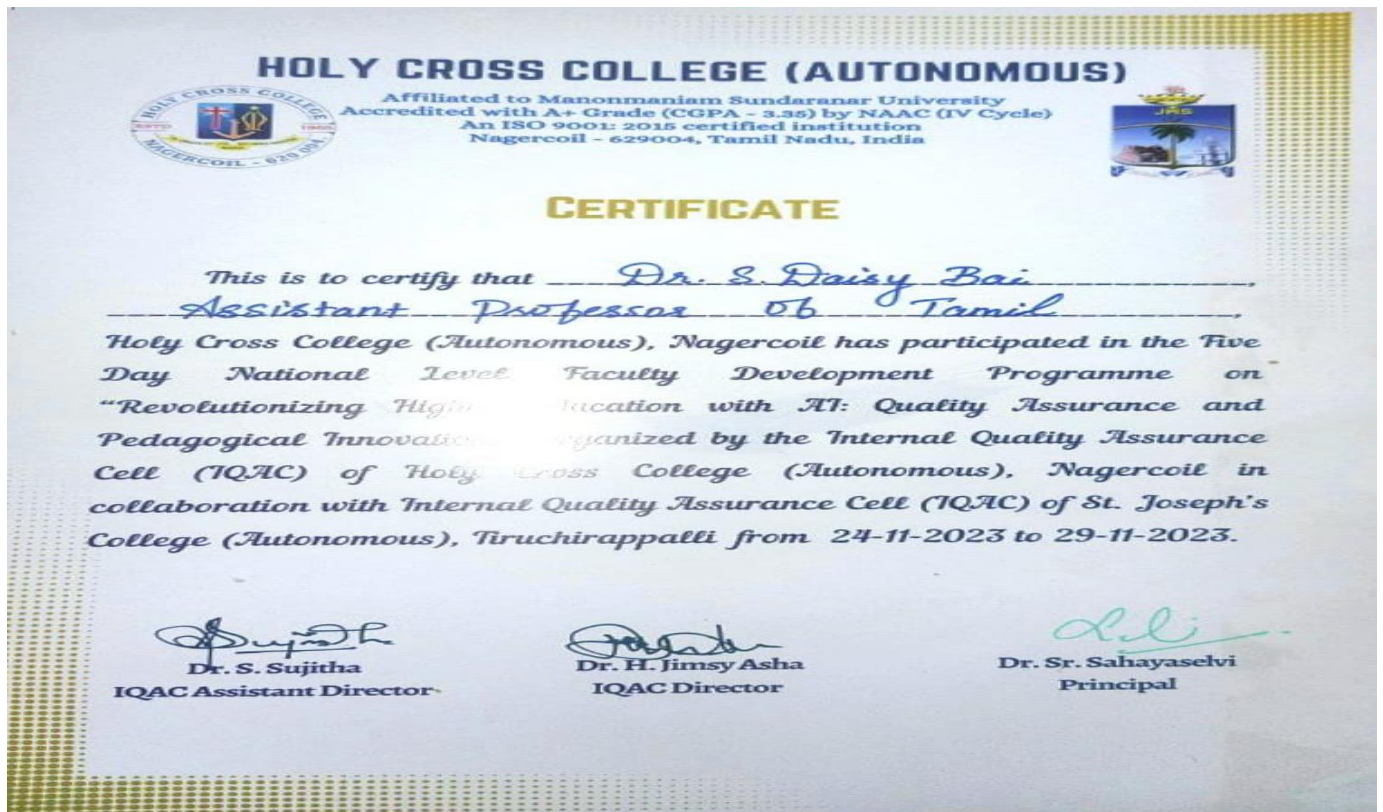 HOLY CROSS COLLEGE (AUTONOMOUS)
Affiliated to Manonmaniam Sundaranar University
Accredited with A+ Grade (CGPA - 3.35) by NAAC (IV Cycle)
An ISO 9001: 2015 certified institution
Nagercoil - 629004, Tamil Nadu, India
HOLY CROSS COLLEGE
NAGERCOIL - 629 004
CERTIFICATE
This is to certify that Dr. S. Daisy Bai,
Assistant Professor of Tamil,
Holy Cross College (Autonomous), Nagercoil has participated in the Five
Day National Level Faculty Development Programme on
"Revolutionizing with AI: Quality Assurance and
Pedagogical by the Internal Quality Assurance
Cell (IQAC) of Holy Cross College (Autonomous), Nagercoil in
collaboration with Internal Quality Assurance Cell (IQAC) of St. Joseph's
College (Autonomous), Tiruchirappalli from 24-11-2023 to 29-11-2023.
Dr. S. Sujitha
IQAC Assistant Director
Dr. H. Jimsy Asha
IQAC Director
Dr. Sr. Sahayaselvi
Principal